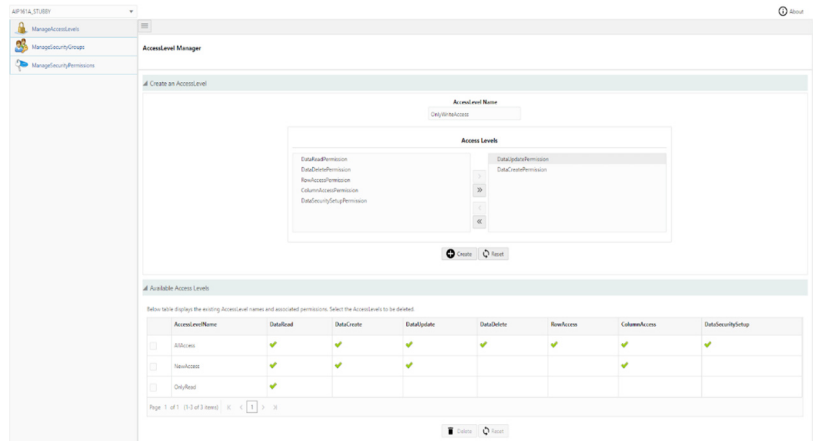 AIP161A_STUBBY
About
ManageAccessLevels
ManageSecurityGroups
ManageSecurityPermissions
AccessLevel Manager
Create an AccessLevel
AccessLevel Name
OnlyWriteAccess
Access Levels
DataReadPermission
DataDeletePermission
RowAccessPermission
ColumnAccessPermission
DataSecuritySetupPermission
DataUpdatePermission
DataCreatePermission
Create Reset
Available Access Levels
Below table displays the existing AccessLevel names and associated permissions. Select the AccessLevels to be deleted.
AccessLevelName DataRead DataCreate DataUpdate DataDelete RowAccess ColumnAccess DataSecuritySetup
AllAccess
NewAccess
OnlyRead
Page 1 of 1 (1-3 of 3 items) 1
Delete Reset